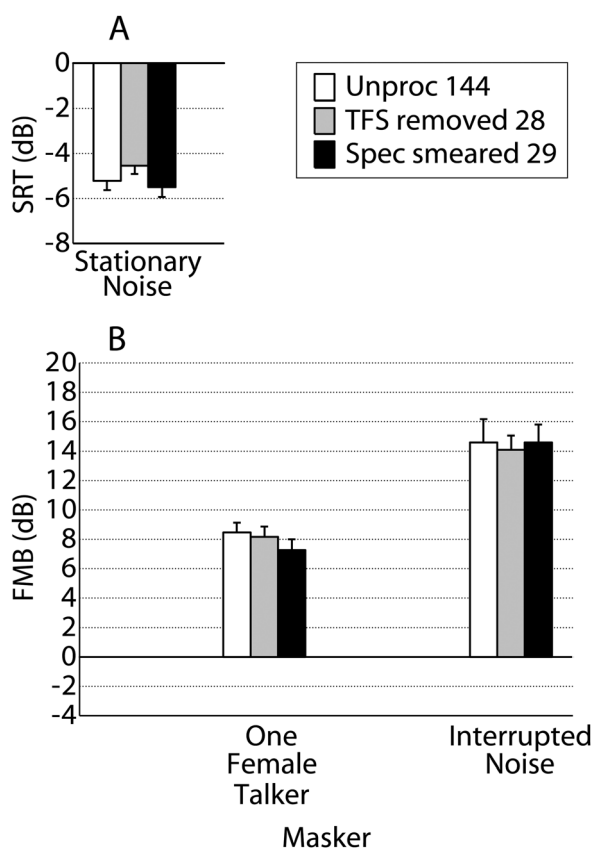 A
0
-2
-4
-6
-8
SRT (dB)
Stationary
Noise
Unproc 144
TFS removed 28
Spec smeared 29
B
20
18
16
14
12
10
8
6
4
2
0
-2
-4
FMB (dB)
One
Female
Talker
Interrupted
Noise
Masker